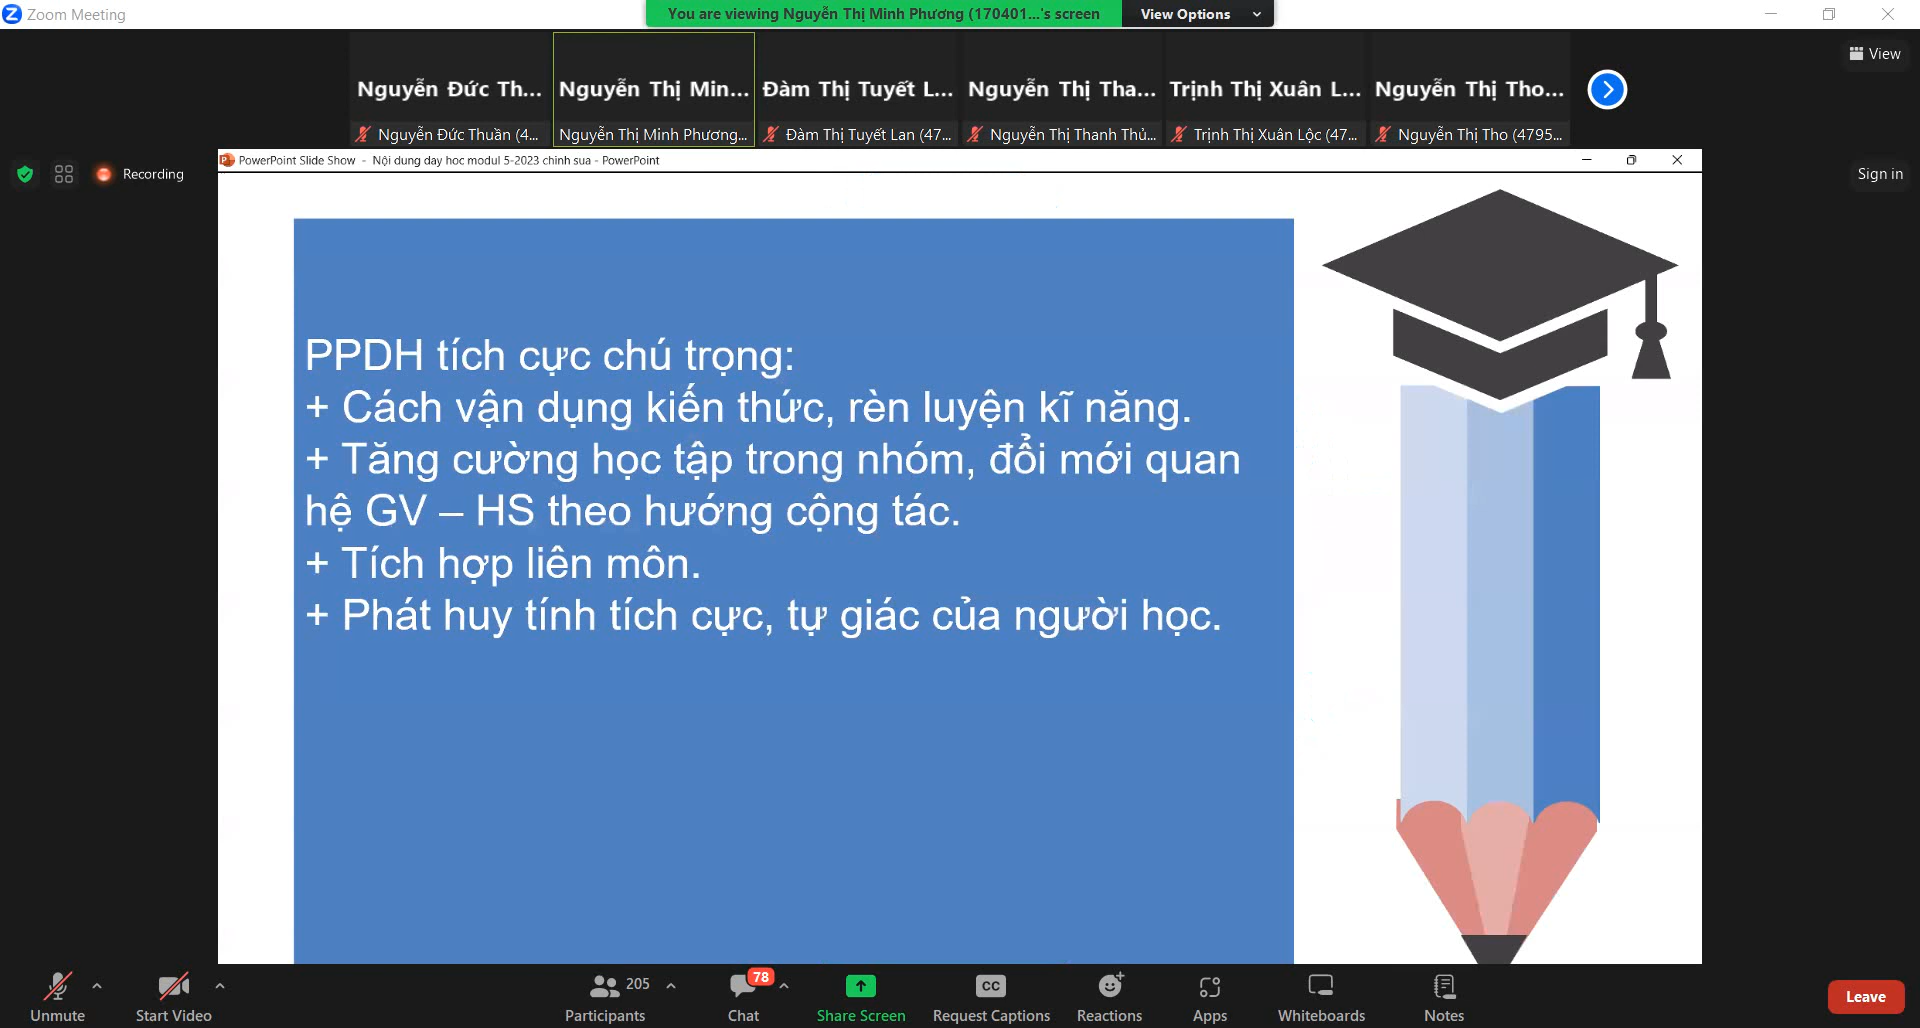 Zoom Meeting
You are viewing Nguyễn Thị Minh Phương (170401...'s screen
View Options
View
Nguyễn Đức Th...
Nguyễn Thị Min...
Đàm Thị Tuyết L...
Nguyễn Thị Tha...
Trịnh Thị Xuân L...
Nguyễn Thị Tho...
Nguyễn Đức Thuần (4...
Nguyễn Thị Minh Phương...
Đàm Thị Tuyết Lan (47...
Nguyễn Thị Thanh Thủ...
Trịnh Thị Xuân Lộc (47...
Nguyễn Thị Tho (4795...
PowerPoint Slide Show - Nội dung day hoc modul 5-2023 chinh sua - PowerPoint
Recording
Sign in
PPDH tích cực chú trọng:
+ Cách vận dụng kiến thức, rèn luyện kĩ năng.
+ Tăng cường học tập trong nhóm, đổi mới quan
hệ GV – HS theo hướng cộng tác.
+ Tích hợp liên môn.
+ Phát huy tính tích cực, tự giác của người học.
Unmute
Start Video
205
Participants
78
Chat
Share Screen
CC
Request Captions
Reactions
Apps
Whiteboards
Notes
Leave